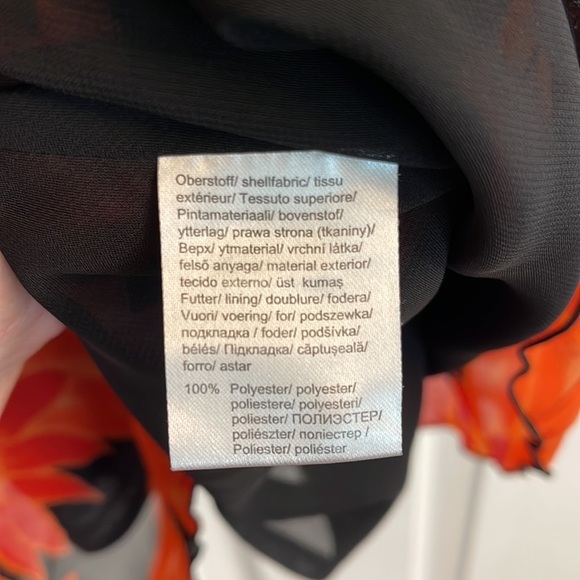 Oberstoff/ shellfabric/ tissu
extérieur/ Tessuto superiore/
Pintamateriaali/ bovenstof/
ytterlag/ prawa strona (tkaniny)/
Верх/ ytmaterial/ vrchní látka/
felső anyaga/ material exterior/
tecido externo/ üst kumaş
Futter/ lining/ doublure/ fodera/
Vuori/ voering/ for/ podszewka/
подкладка / foder/ podšívka/
bélés/ Підкладка/ căptuşeală/
forro/ astar
100% Polyester/ polyester/
poliestere/ polyesteri/
poliester/ ПОЛИЭСТЕР/
poliészter/ поліестер /
Poliester/ poliéster